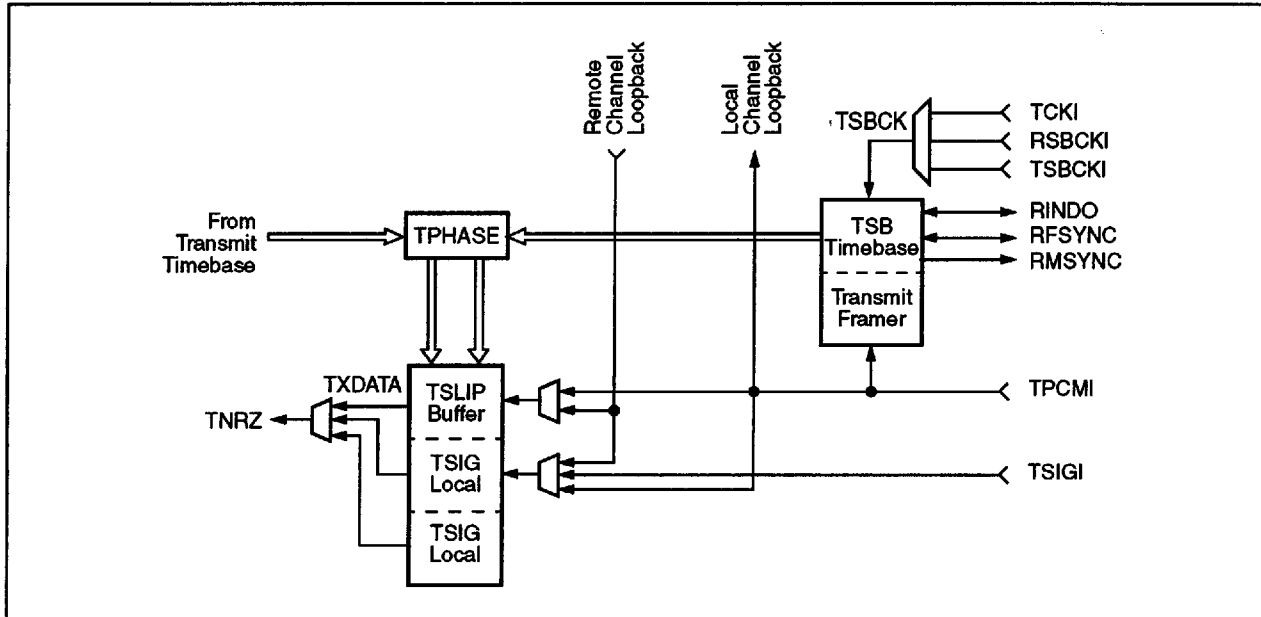 Remote
Channel
Loopback
Local
Channel
Loopback
TSBCK
TCKI
RSBCKI
TSBCKI
From
Transmit
Timebase
TPHASE
TSB
Timebase
RINDO
RFSYNC
RMSYNC
Transmit
Framer
TXDATA
TSLIP
Buffer
TPCMI
TNRZ
TSIG
Local
TSIGI
TSIG
Local